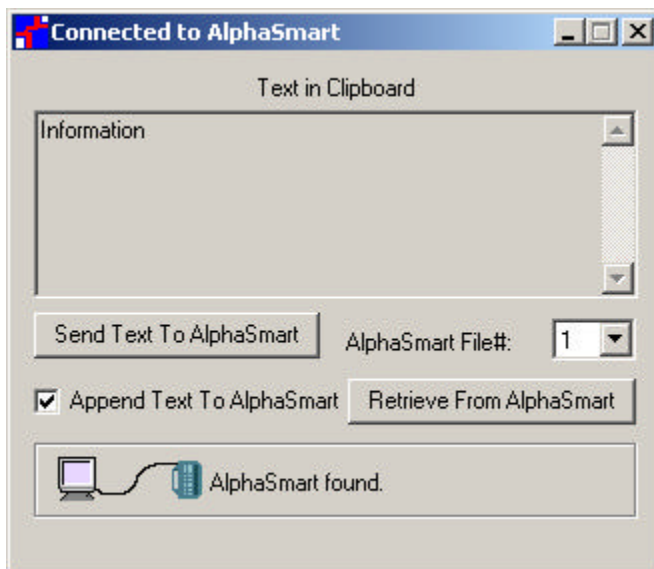 Connected to AlphaSmart
Text in Clipboard
Information
Send Text To AlphaSmart
AlphaSmart File#:
1
Append Text To AlphaSmart
Retrieve From AlphaSmart
AlphaSmart found.